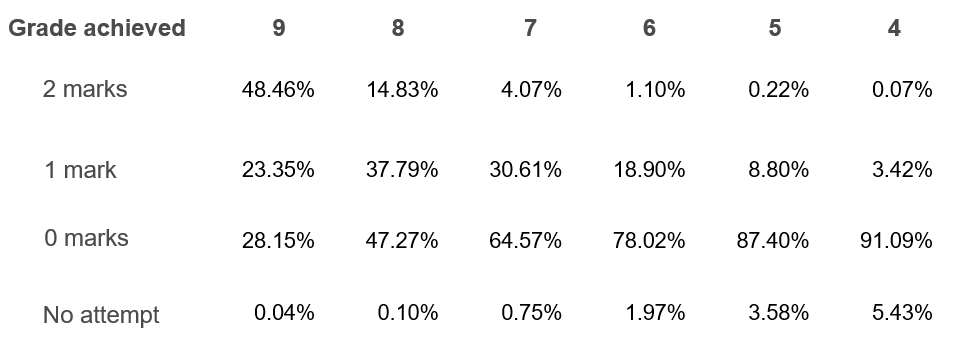 Grade achieved 9 8 7 6 5 4
2 marks 48.46% 14.83% 4.07% 1.10% 0.22% 0.07%
1 mark 23.35% 37.79% 30.61% 18.90% 8.80% 3.42%
0 marks 28.15% 47.27% 64.57% 78.02% 87.40% 91.09%
No attempt 0.04% 0.10% 0.75% 1.97% 3.58% 5.43%